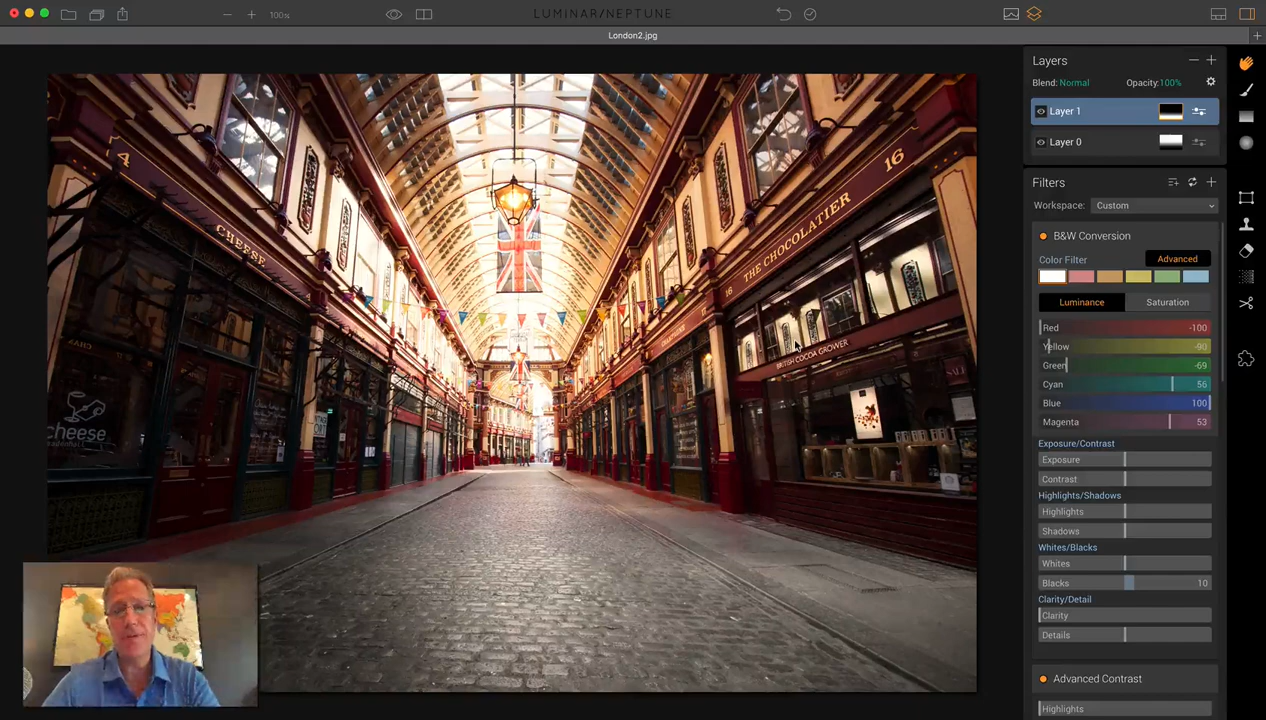 100%
LUMINAR/NEPTUNE
London2.jpg
Layers
Blend: Normal
Opacity:100%
Layer 1
Layer 0
Filters
Workspace: Custom
B&W Conversion
Color Filter
Advanced
Luminance
Saturation
Red -100
Yellow -90
Green -69
Cyan 56
Blue 100
Magenta 53
Exposure/Contrast
Exposure
Contrast
Highlights/Shadows
Highlights
Shadows
Whites/Blacks
Whites
Blacks 10
Clarity/Detail
Clarity
Details
Advanced Contrast
Highlights
4
CHEESE
16
THE CHOCOLATIER
16
BRITISH COCOA GROWER
cheese